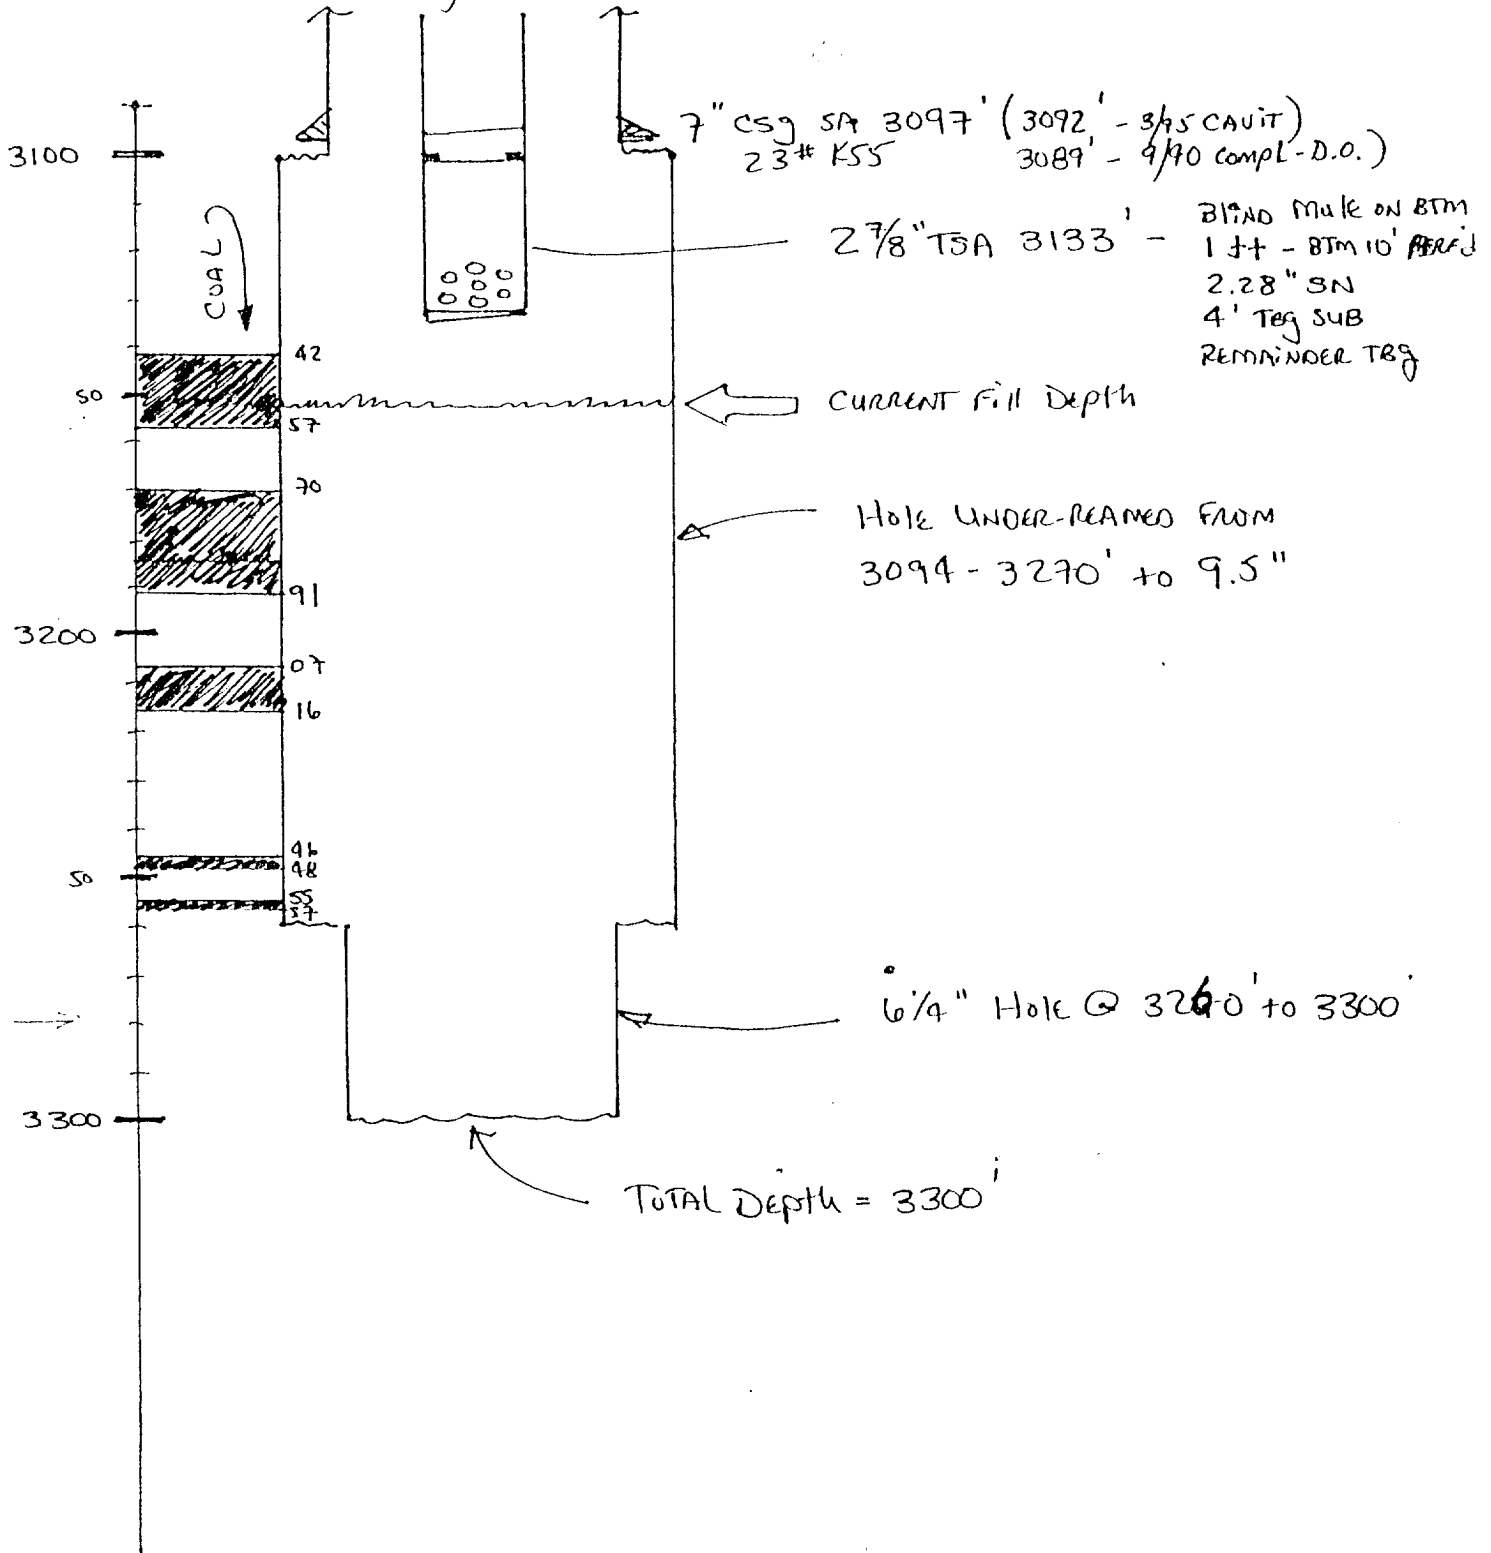 7" csg SA 3097' (3092' - 3/95 CAVIT)
23# K55 3089' - 9/90 COMPL-D.O.)
3100
2 7/8" TSA 3133' - BLIND MULE ON BTM
1 JT - BTM 10' PERF'd
2.28" SN
4' TBG SUB
REMAINDER TBG
COAL
42
50
CURRENT Fill Depth
57
70
Hole UNDER-REAMED FROM
3094 - 3270' to 9.5"
91
3200
07
16
46
48
50
55
57
6 1/4" Hole @ 3260' to 3300'
3300
TOTAL Depth = 3300'